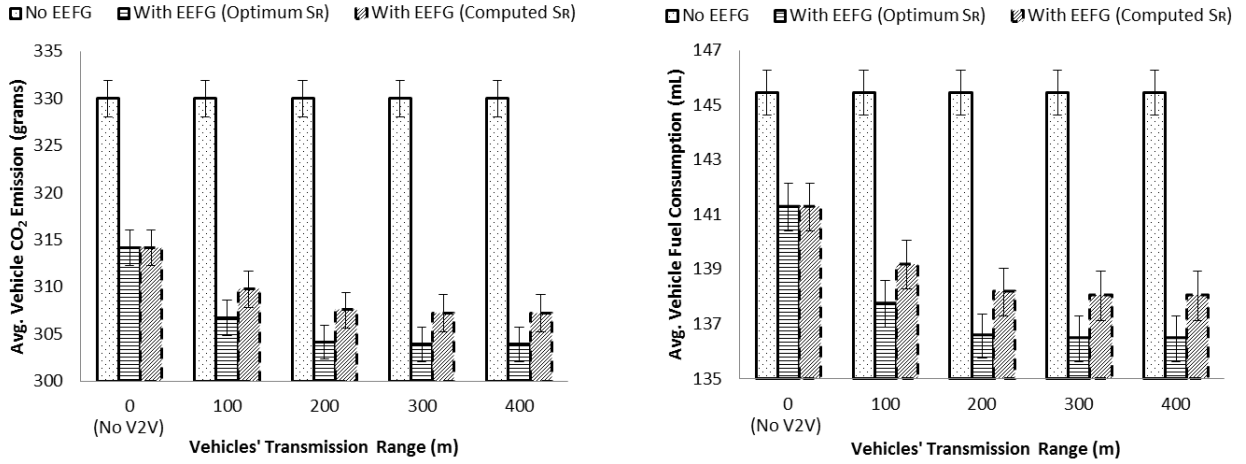 No EEFG With EEFG (Optimum SR) With EEFG (Computed SR)
335
330
325
320
315
310
305
300
Avg. Vehicle CO2 Emission (grams)
0 100 200 300 400
(No V2V)
Vehicles' Transmission Range (m)
No EEFG With EEFG (Optimum SR) With EEFG (Computed SR)
147
145
143
141
139
137
135
Avg. Vehicle Fuel Consumption (mL)
0 100 200 300 400
(No V2V)
Vehicles' Transmission Range (m)